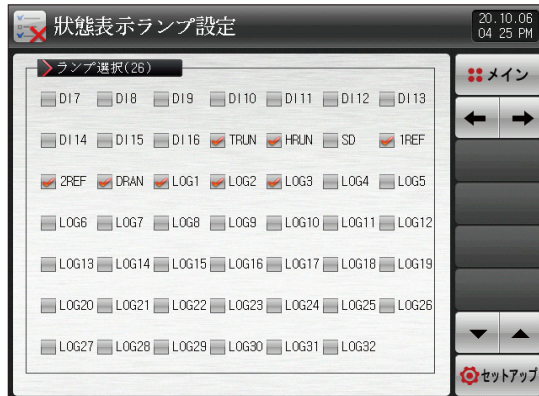 状態表示ランプ設定
20.10.06
04 25 PM
ランプ選択(26)
DI7 DI8 DI9 DI10 DI11 DI12 DI13
DI14 DI15 DI16 TRUN HRUN SD 1REF
2REF DRAN LOG1 LOG2 LOG3 LOG4 LOG5
LOG6 LOG7 LOG8 LOG9 LOG10 LOG11 LOG12
LOG13 LOG14 LOG15 LOG16 LOG17 LOG18 LOG19
LOG20 LOG21 LOG22 LOG23 LOG24 LOG25 LOG26
LOG27 LOG28 LOG29 LOG30 LOG31 LOG32
メイン
セットアップ